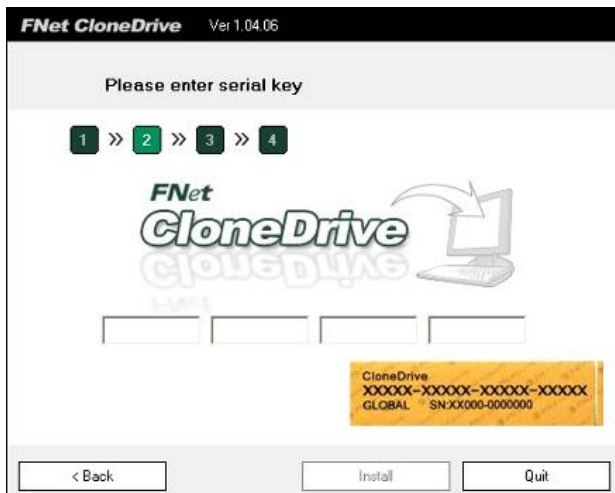 FNet CloneDrive Ver 1.04.06
Please enter serial key
1 » 2 » 3 » 4
FNet
CloneDrive
CloneDrive
XXXXX-XXXXX-XXXXX-XXXXX
GLOBAL SN:XX000-0000000
< Back Install Quit